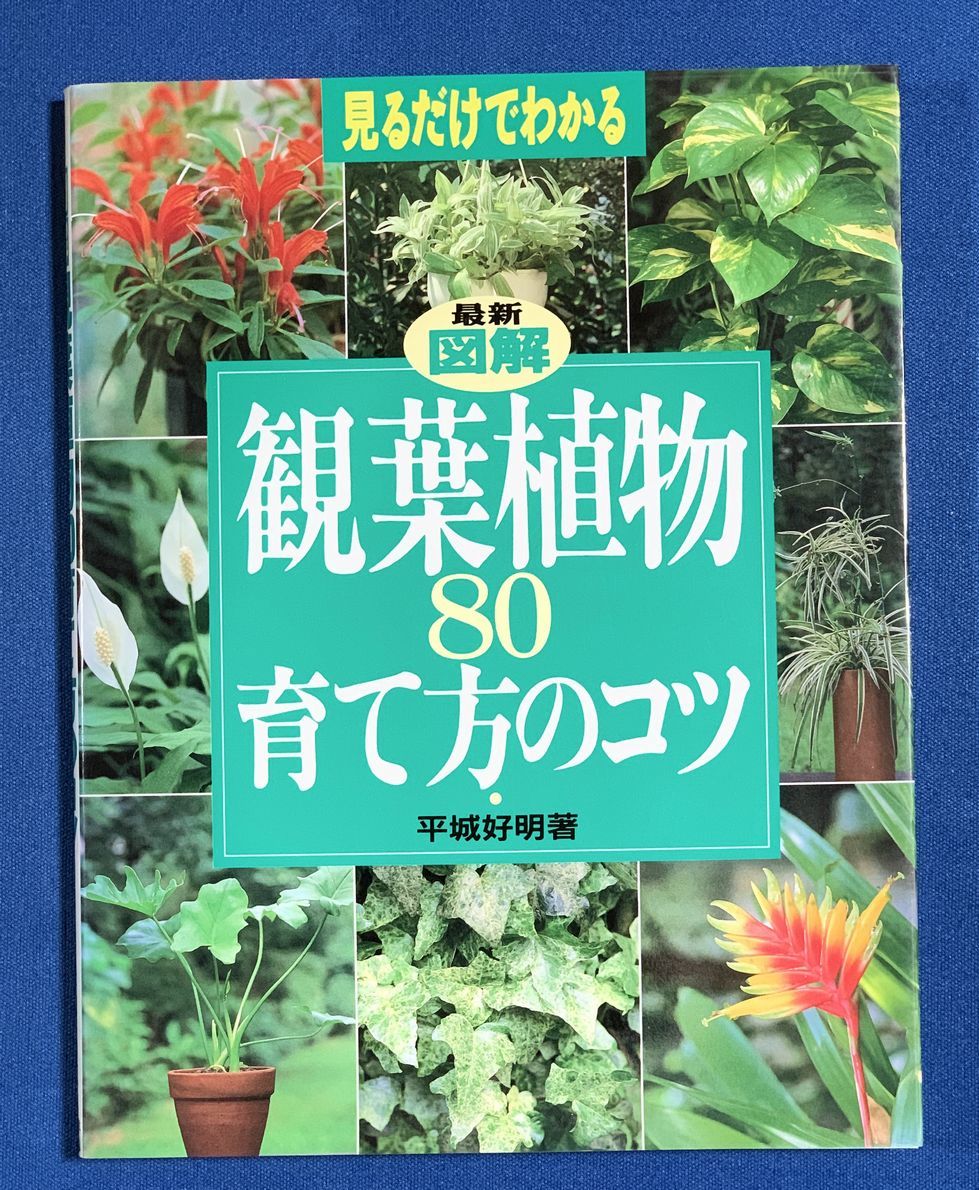 見るだけでわかる
最新
図解
観葉植物
80
育て方のコツ
平城好明著